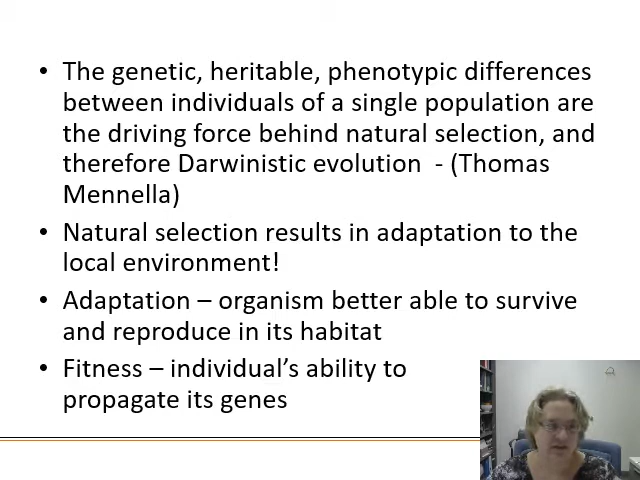 • The genetic, heritable, phenotypic differences
between individuals of a single population are
the driving force behind natural selection, and
therefore Darwinistic evolution - (Thomas
Mennella)
• Natural selection results in adaptation to the
local environment!
• Adaptation – organism better able to survive
and reproduce in its habitat
• Fitness – individual's ability to
propagate its genes